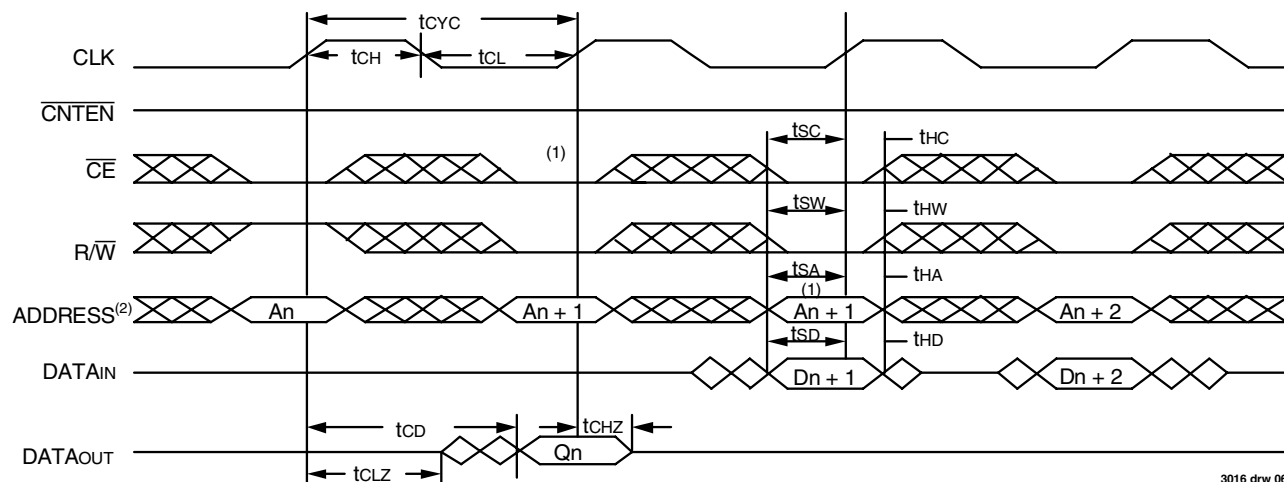 tCYC
CLK
tCH
tCL
CNTEN
tSC
tHC
(1)
CE
tSW
tHW
R/W
tSA
tHA
(1)
ADDRESS(2)
An
An + 1
An + 1
An + 2
tSD
tHD
DATAIN
Dn + 1
Dn + 2
tCD
tCHZ
DATAOUT
Qn
tCLZ
3016 drw 06